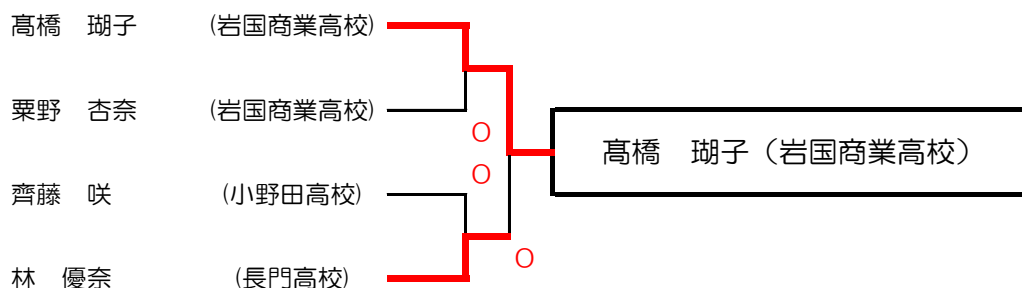 髙橋　瑚子　(岩国商業高校)
粟野　杏奈　(岩国商業高校)
O
髙橋　瑚子（岩国商業高校）
O
齊藤　咲　(小野田高校)
O
林　優奈　(長門高校)